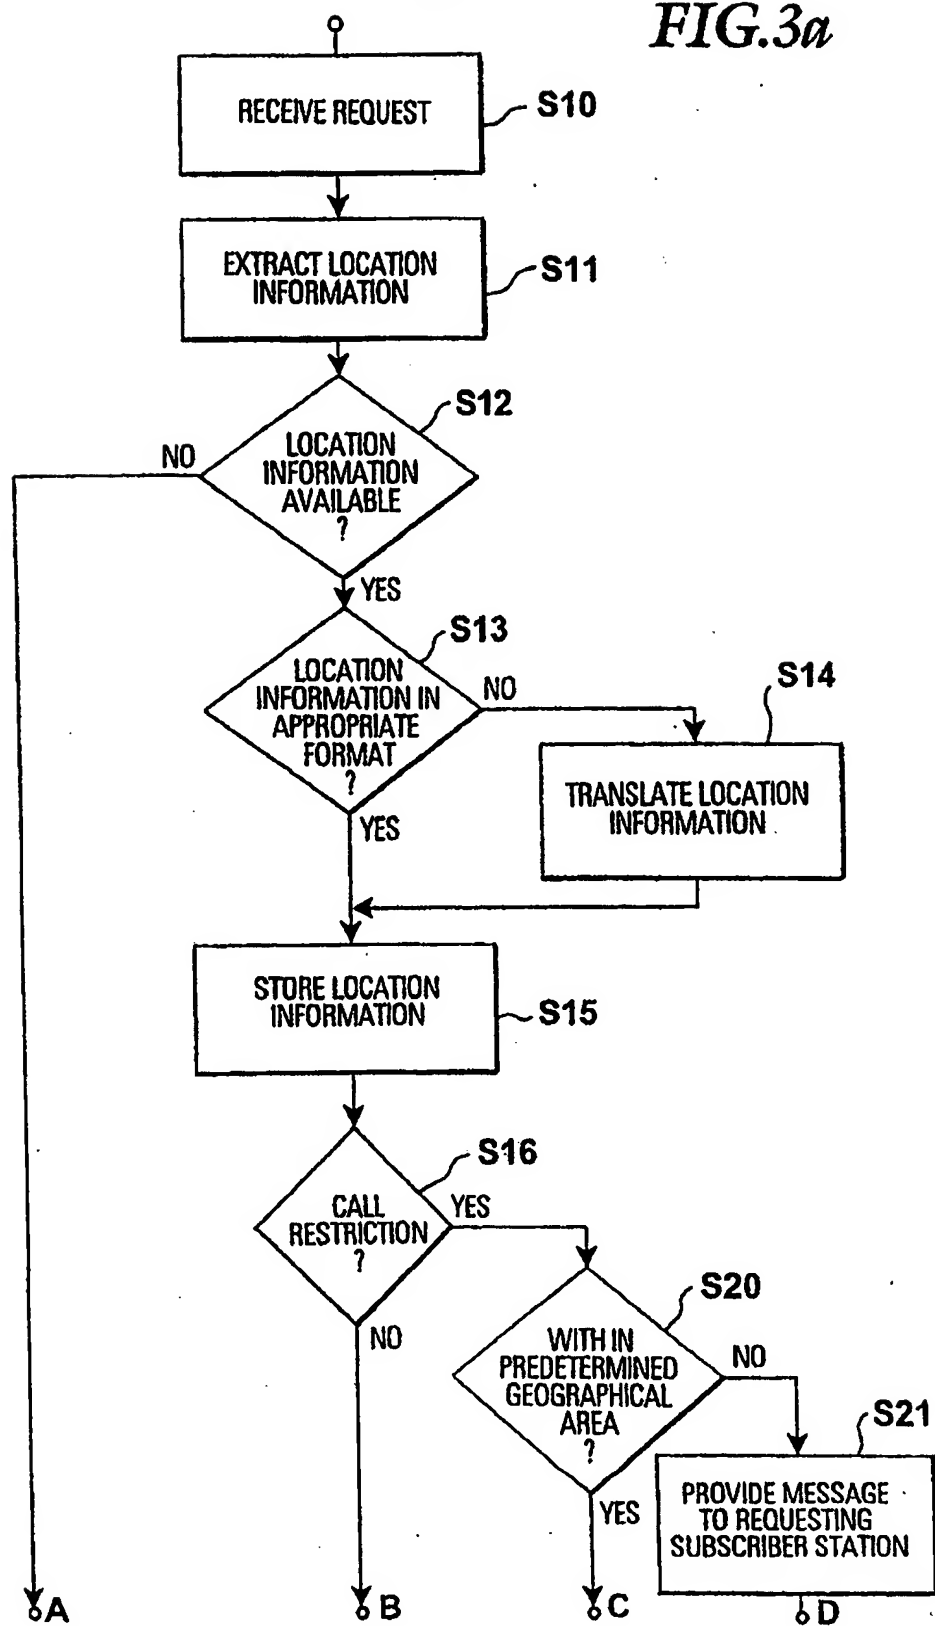 FIG.3a
RECEIVE REQUEST
S10
EXTRACT LOCATION
INFORMATION
S11
S12
LOCATION
INFORMATION
AVAILABLE
?
NO
YES
S13
LOCATION
INFORMATION IN
APPROPRIATE
FORMAT
?
NO
YES
S14
TRANSLATE LOCATION
INFORMATION
STORE LOCATION
INFORMATION
S15
S16
CALL
RESTRICTION
?
YES
NO
S20
WITH IN
PREDETERMINED
GEOGRAPHICAL
AREA
?
NO
YES
S21
PROVIDE MESSAGE
TO REQUESTING
SUBSCRIBER STATION
A
B
C
D